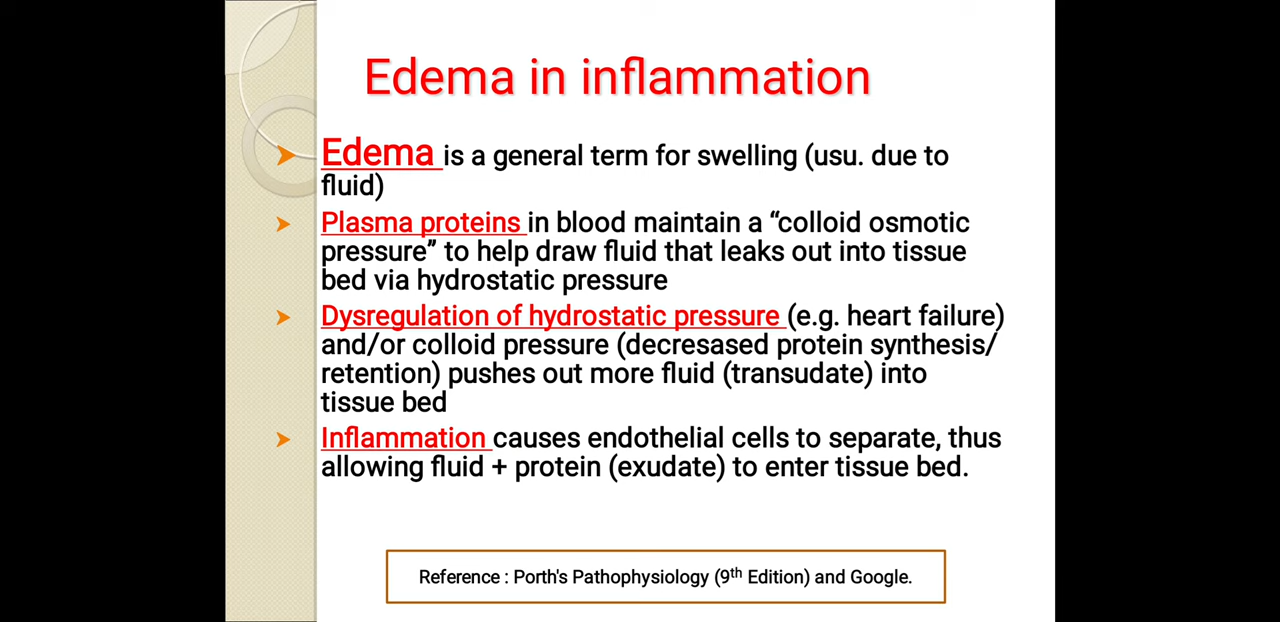 Edema in inflammation
Edema is a general term for swelling (usu. due to
fluid)
Plasma proteins in blood maintain a “colloid osmotic
pressure” to help draw fluid that leaks out into tissue
bed via hydrostatic pressure
Dysregulation of hydrostatic pressure (e.g. heart failure)
and/or colloid pressure (decresased protein synthesis/
retention) pushes out more fluid (transudate) into
tissue bed
Inflammation causes endothelial cells to separate, thus
allowing fluid + protein (exudate) to enter tissue bed.
Reference : Porth's Pathophysiology (9th Edition) and Google.